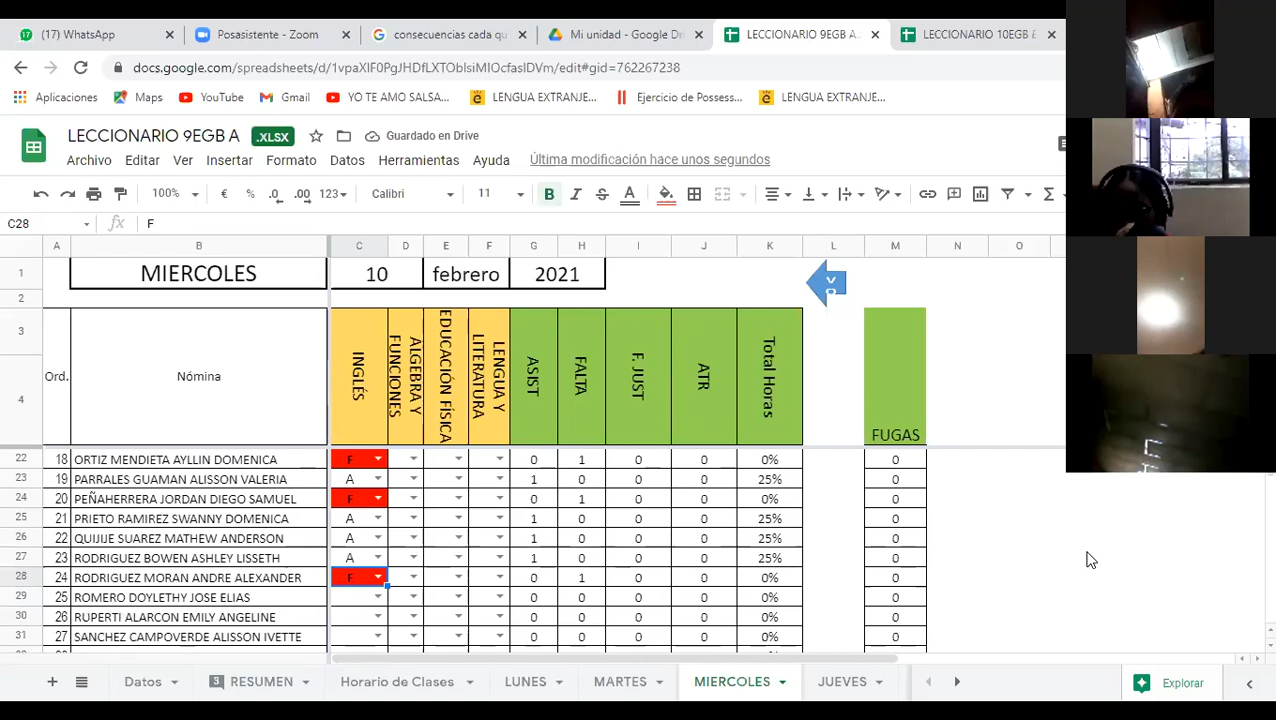 (17) WhatsApp
Posasistente - Zoom
consecuencias dada qu
Mi unidad - Google Dr
LECCIONARIO 9EGB A.
LECCIONARIO 10EGB
docs.google.com/spreadsheets/d/1vpaXIF0PgJHDfLXTOblsiMIOcfaslDVm/edit#gid=762267238
Aplicaciones
Maps
YouTube
Gmail
YO TE AMO SALSA...
LENGUA EXTRANJE...
Ejercicio de Possess...
LENGUA EXTRANJE...
LECCIONARIO 9EGB A .XLSX Guardado en Drive
Archivo Editar Ver Insertar Formato Datos Herramientas Ayuda Última modificación hace unos segundos
100% € % .0 .00 123 Calibri 11 B I S A Σ
C28 fx F
A B C D E F G H I J K L M N O
1 MIERCOLES 10 febrero 2021
2
3
4
Ord. Nómina INGLÉS ÁLGEBRA Y FUNCIONES EDUCACIÓN FÍSICA LENGUA Y LITERATURA ASIST FALTA F. JUST ATR Total Horas FUGAS
22 18 ORTIZ MENDIETA AYLLIN DOMENICA F 0 1 0 0 0% 0
23 19 PARRALES GUAMAN ALISSON VALERIA A 1 0 0 0 25% 0
24 20 PEÑAHERRERA JORDAN DIEGO SAMUEL F 0 1 0 0 0% 0
25 21 PRIETO RAMIREZ SWANNY DOMENICA A 1 0 0 0 25% 0
26 22 QUIJIJE SUAREZ MATHEW ANDERSON A 1 0 0 0 25% 0
27 23 RODRIGUEZ BOWEN ASHLEY LISSETH A 1 0 0 0 25% 0
28 24 RODRIGUEZ MORAN ANDRE ALEXANDER F 0 1 0 0 0% 0
29 25 ROMERO DOYLETHY JOSE ELIAS 0 0 0 0 0% 0
30 26 RUPERTI ALARCON EMILY ANGELINE 0 0 0 0 0% 0
31 27 SANCHEZ CAMPOVERDE ALISSON IVETTE 0 0 0 0 0% 0
Datos
3 RESUMEN
Horario de Clases
LUNES
MARTES
MIERCOLES
JUEVES
Explorar